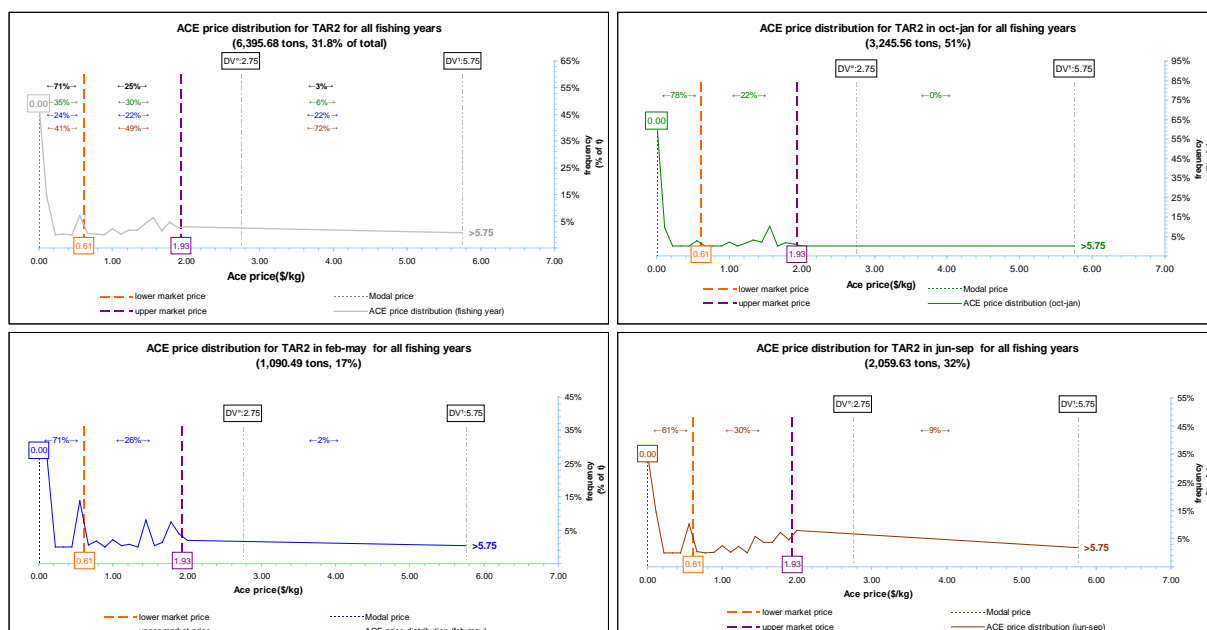 ACE price distribution for TAR2 for all fishing years
(6,395.68 tons, 31.8% of total)
DV°:2.75
DV¹:5.75
65%
55%
45%
35%
25%
15%
5%
frequency
(% of t)
←71%→ ←25%→ ←3%→
←35%→ ←30%→ ←6%→
←24%→ ←22%→ ←22%→
←41%→ ←49%→ ←72%→
0.00
>5.75
0.61
1.93
0.00 1.00 2.00 3.00 4.00 5.00 6.00 7.00
Ace price($/kg)
lower market price
Modal price
upper market price
ACE price distribution (fishing year)
ACE price distribution for TAR2 in oct-jan for all fishing years
(3,245.56 tons, 51%)
DV°:2.75
DV¹:5.75
95%
85%
75%
65%
55%
45%
35%
25%
15%
5%
frequency
←78%→ ←22%→ ←0%→
0.00
>5.75
0.61
1.93
0.00 1.00 2.00 3.00 4.00 5.00 6.00 7.00
Ace price($/kg)
lower market price
Modal price
upper market price
ACE price distribution (oct-jan)
ACE price distribution for TAR2 in feb-may for all fishing years
(1,090.49 tons, 17%)
DV°:2.75
DV¹:5.75
45%
35%
25%
15%
5%
frequency
(% of t)
←71%→ ←26%→ ←2%→
0.00
>5.75
0.61
1.93
0.00 1.00 2.00 3.00 4.00 5.00 6.00 7.00
Ace price($/kg)
lower market price
Modal price
upper market price
ACE price distribution (feb-may)
ACE price distribution for TAR2 in jun-sep for all fishing years
(2,059.63 tons, 32%)
DV°:2.75
DV¹:5.75
55%
45%
35%
25%
15%
5%
frequency
(% of t)
←61%→ ←30%→ ←9%→
0.00
>5.75
0.61
1.93
0.00 1.00 2.00 3.00 4.00 5.00 6.00 7.00
Ace price($/kg)
lower market price
Modal price
upper market price
ACE price distribution (jun-sep)